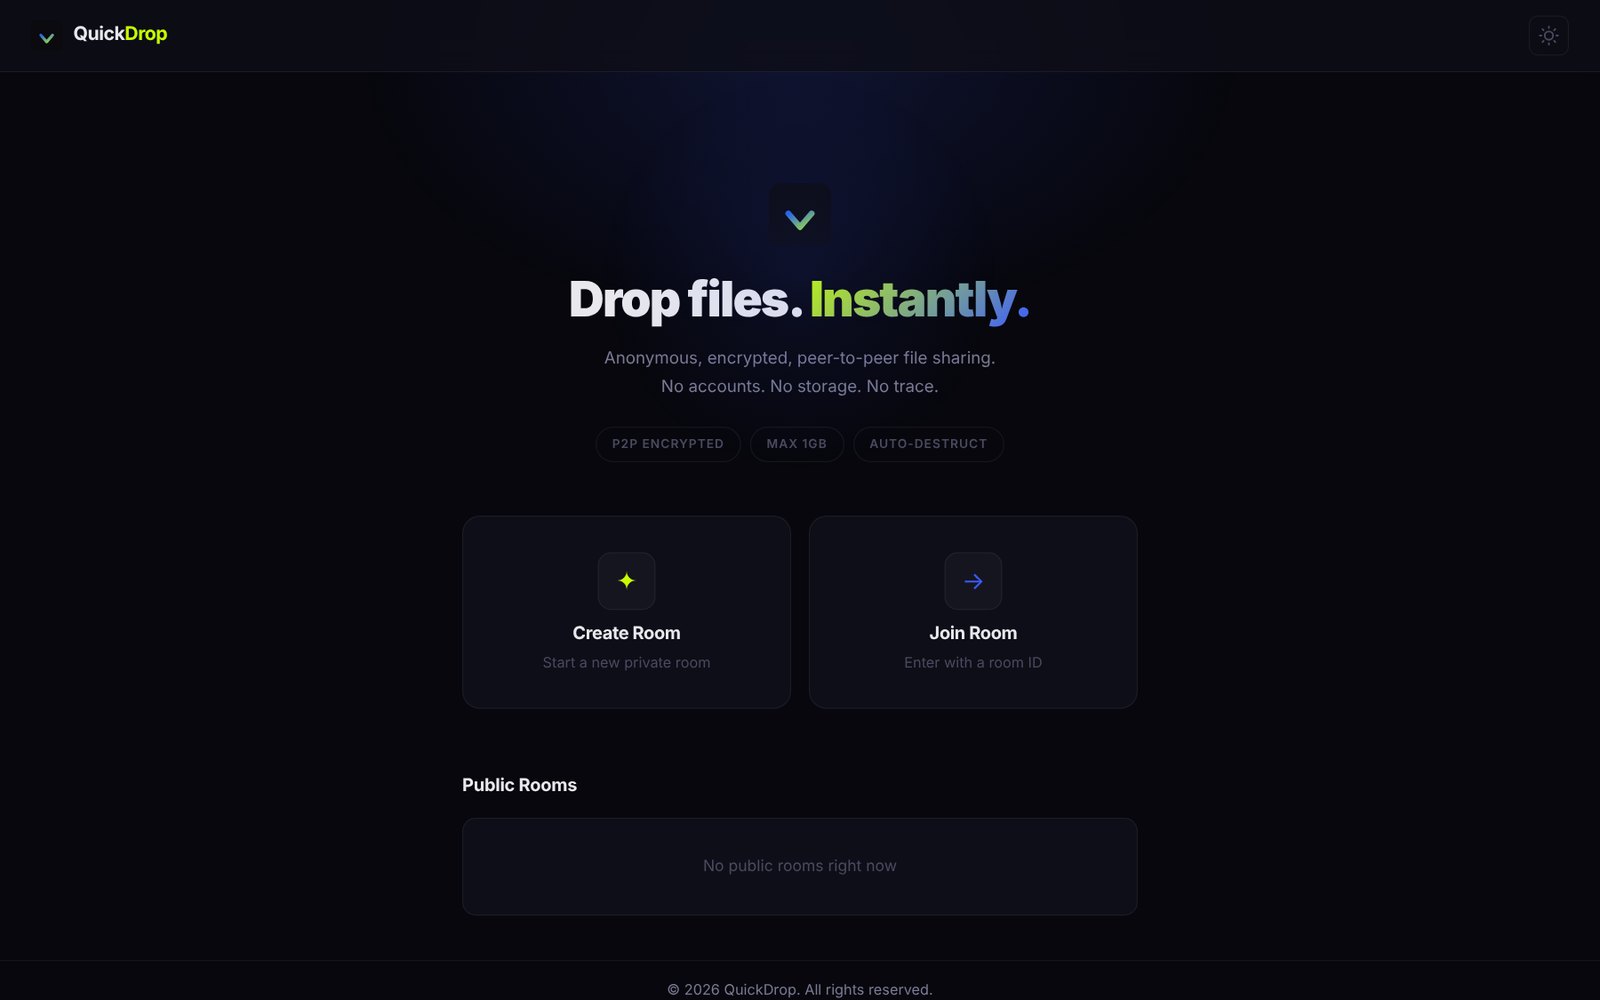 QuickDrop
Drop files. Instantly.
Anonymous, encrypted, peer-to-peer file sharing.
No accounts. No storage. No trace.
P2P ENCRYPTED
MAX 1GB
AUTO-DESTRUCT
Create Room
Start a new private room
Join Room
Enter with a room ID
Public Rooms
No public rooms right now
© 2026 QuickDrop. All rights reserved.